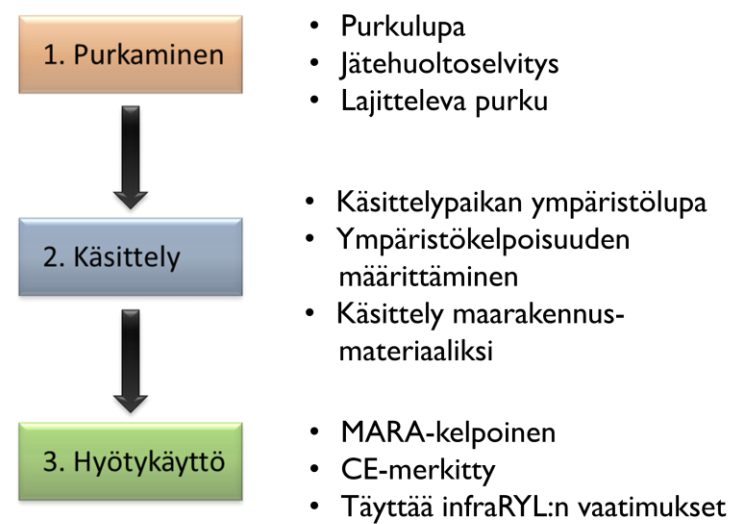 1. Purkaminen
• Purkulupa
• Jätehuoltoselvitys
• Lajitteleva purku
2. Käsittely
• Käsittelypaikan ympäristölupa
• Ympäristökelpoisuuden
määrittäminen
• Käsittely maarakennus-
materiaaliksi
3. Hyötykäyttö
• MARA-kelpoinen
• CE-merkitty
• Täyttää infraRYL:n vaatimukset